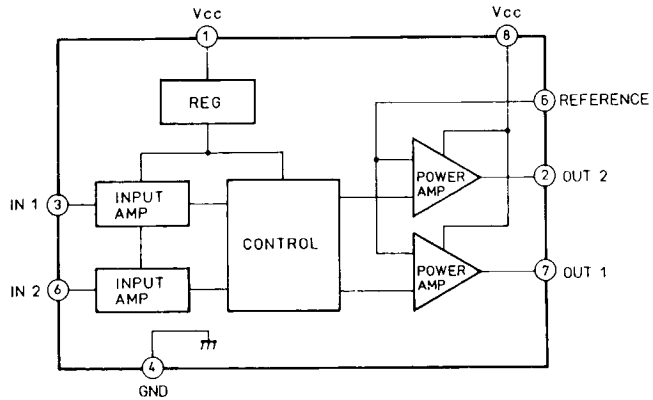 Vcc Vcc
1 8
REG
5 REFERENCE
POWER AMP
2 OUT 2
IN 1 3
INPUT AMP
CONTROL
POWER AMP
7 OUT 1
IN 2 6
INPUT AMP
4
GND